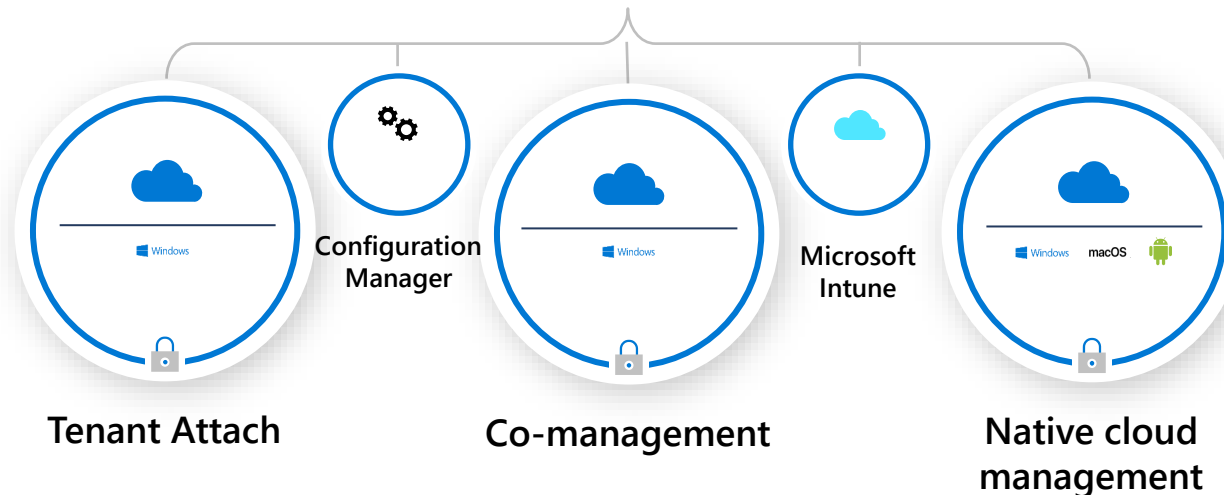 Windows
Tenant Attach
Configuration
Manager
Windows
Co-management
Microsoft
Intune
Windows macOS
Native cloud
management